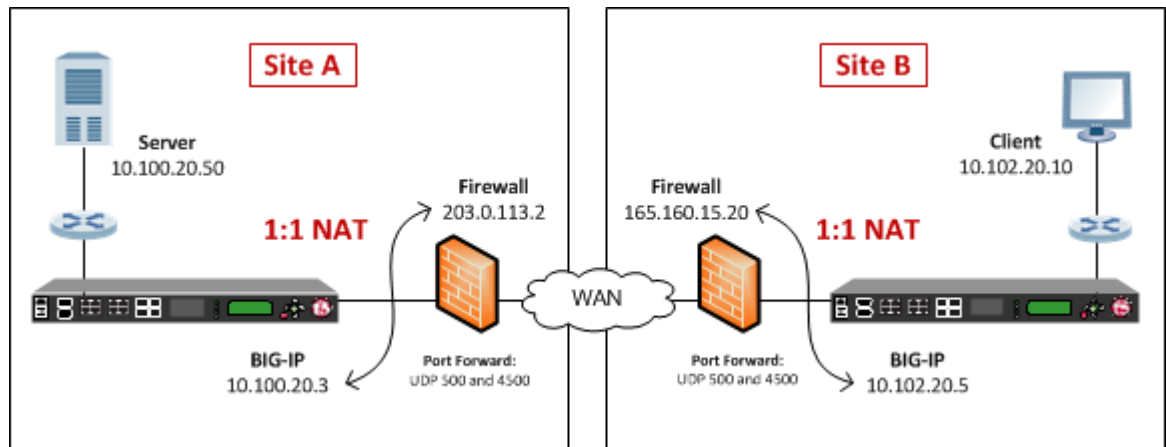 Site A
Server
10.100.20.50
1:1 NAT
Firewall
203.0.113.2
BIG-IP
10.100.20.3
Port Forward:
UDP 500 and 4500
WAN
Site B
Client
10.102.20.10
Firewall
165.160.15.20
1:1 NAT
Port Forward:
UDP 500 and 4500
BIG-IP
10.102.20.5